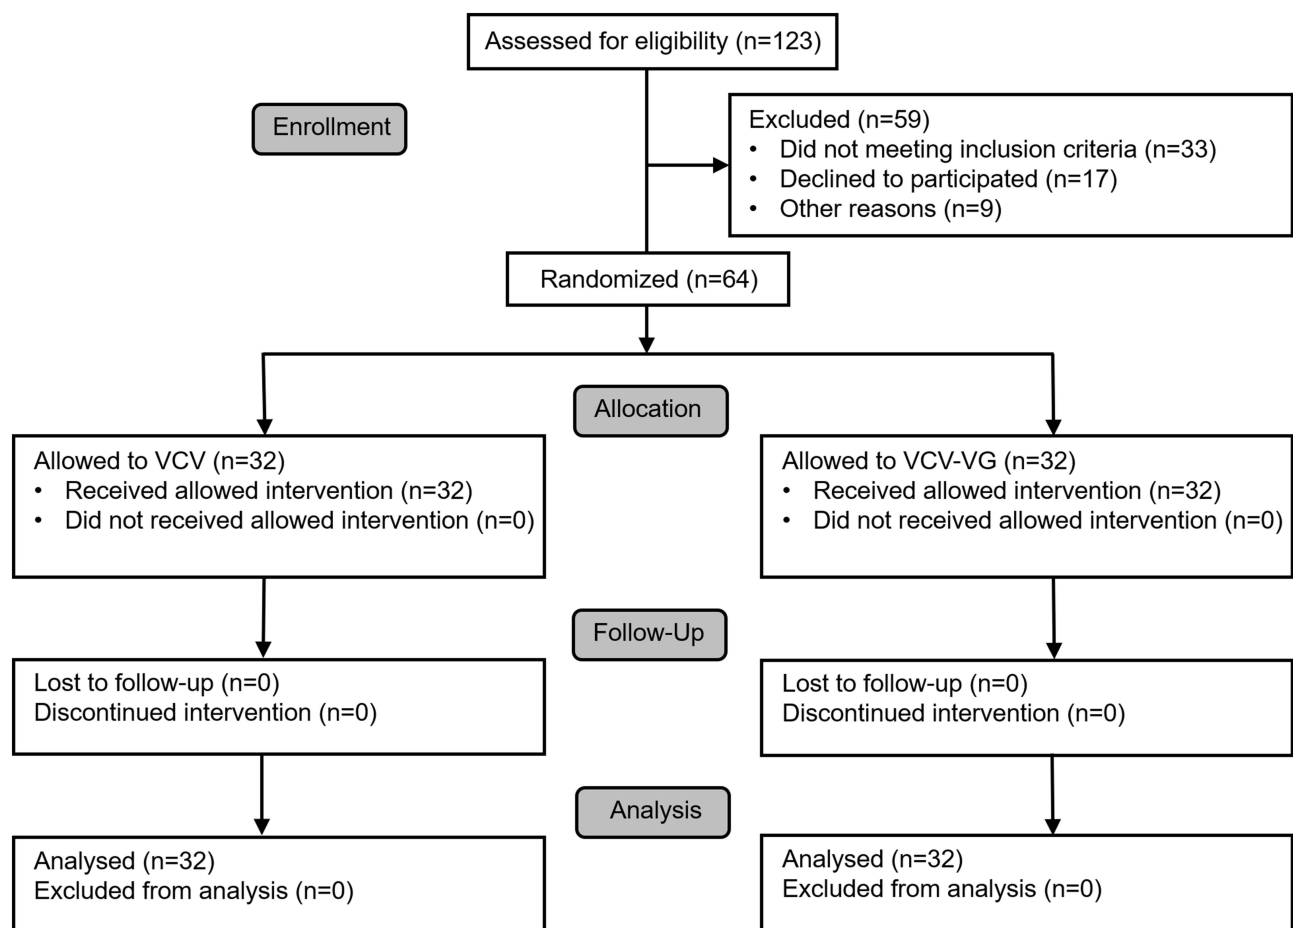 Assessed for eligibility (n=123)
Enrollment
Excluded (n=59)
• Did not meeting inclusion criteria (n=33)
• Declined to participated (n=17)
• Other reasons (n=9)
Randomized (n=64)
Allocation
Allowed to VCV (n=32)
• Received allowed intervention (n=32)
• Did not received allowed intervention (n=0)
Allowed to VCV-VG (n=32)
• Received allowed intervention (n=32)
• Did not received allowed intervention (n=0)
Follow-Up
Lost to follow-up (n=0)
Discontinued intervention (n=0)
Lost to follow-up (n=0)
Discontinued intervention (n=0)
Analysis
Analysed (n=32)
Excluded from analysis (n=0)
Analysed (n=32)
Excluded from analysis (n=0)